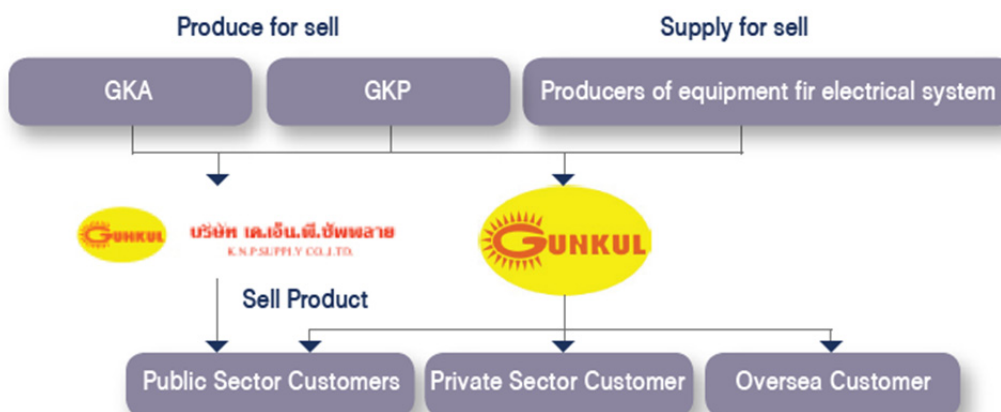 Produce for sell
Supply for sell
GKA
GKP
Producers of equipment fir electrical system
GUNKUL
บริษัท เค.เอ็น.พี.ซัพพลาย
K.N.P.SUPPLY CO.,LTD.
GUNKUL
Sell Product
Public Sector Customers
Private Sector Customer
Oversea Customer